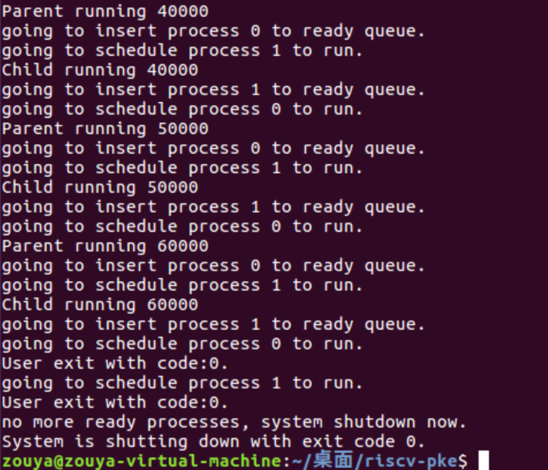 Parent running 40000
going to insert process 0 to ready queue.
going to schedule process 1 to run.
Child running 40000
going to insert process 1 to ready queue.
going to schedule process 0 to run.
Parent running 50000
going to insert process 0 to ready queue.
going to schedule process 1 to run.
Child running 50000
going to insert process 1 to ready queue.
going to schedule process 0 to run.
Parent running 60000
going to insert process 0 to ready queue.
going to schedule process 1 to run.
Child running 60000
going to insert process 1 to ready queue.
going to schedule process 0 to run.
User exit with code:0.
going to schedule process 1 to run.
User exit with code:0.
no more ready processes, system shutdown now.
System is shutting down with exit code 0.
zouya@zouya-virtual-machine:~/桌面/riscv-pke$